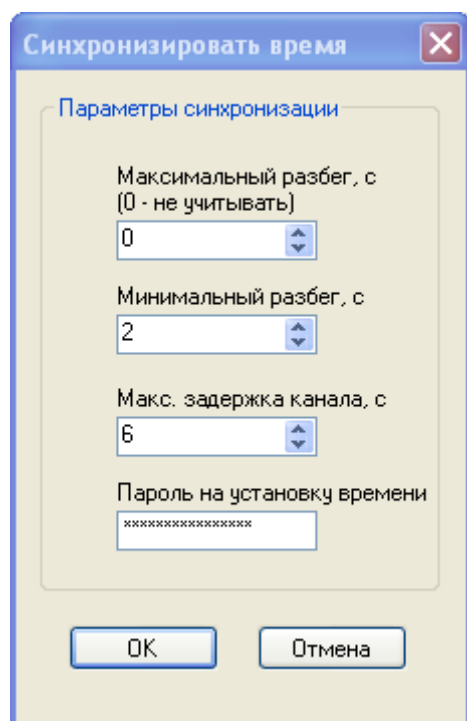 Синхронизировать время
Параметры синхронизации
Максимальный разбег, с
(0 - не учитывать)
0
Минимальный разбег, с
2
Макс. задержка канала, с
6
Пароль на установку времени
****************
OK
Отмена